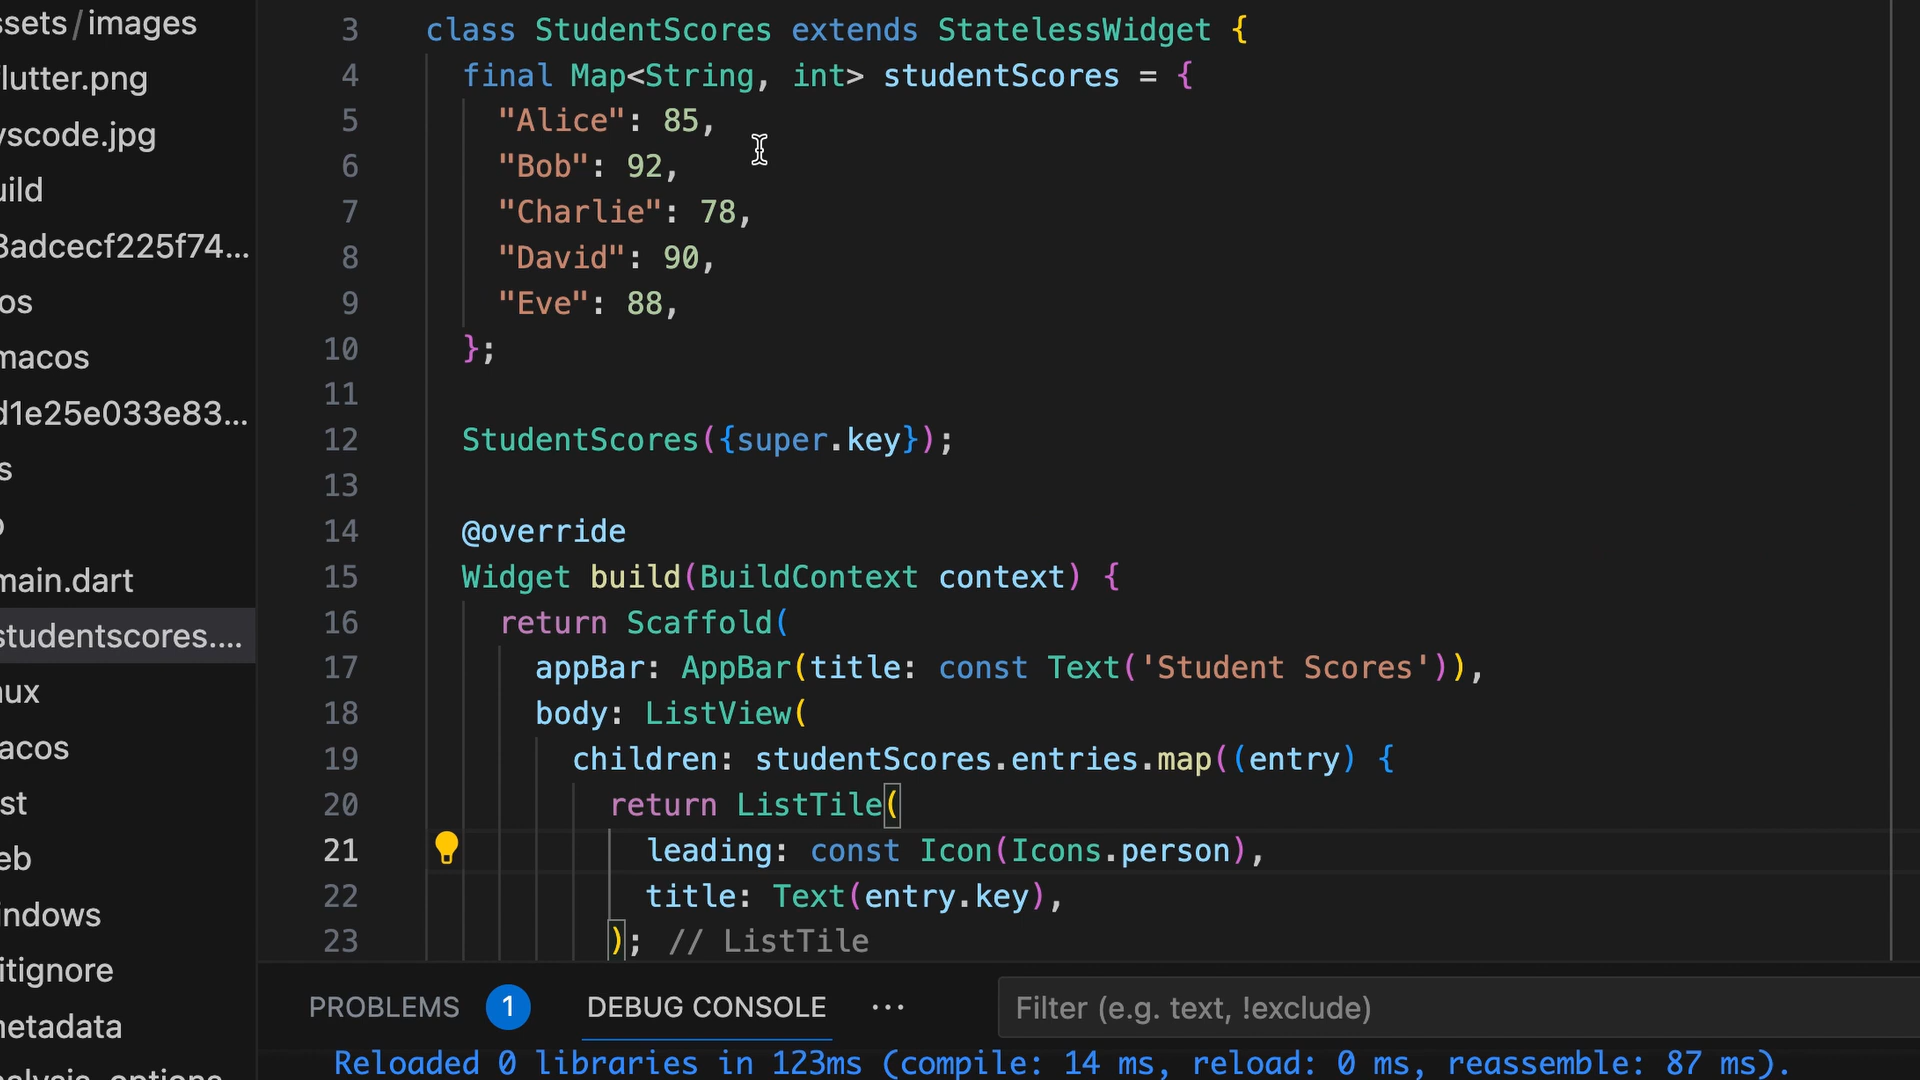 ssets/images
lutter.png
vscode.jpg
uild
3adcecf225f74...
os
macos
d1e25e033e83...
s
main.dart
studentscores....
ux
acos
st
eb
indows
itignore
netadata
alysis_options
3 class StudentScores extends StatelessWidget {
4 final Map<String, int> studentScores = {
5 "Alice": 85,
6 "Bob": 92,
7 "Charlie": 78,
8 "David": 90,
9 "Eve": 88,
10 };
11
12 StudentScores({super.key});
13
14 @override
15 Widget build(BuildContext context) {
16 return Scaffold(
17 appBar: AppBar(title: const Text('Student Scores')),
18 body: ListView(
19 children: studentScores.entries.map((entry) {
20 return ListTile(
21 leading: const Icon(Icons.person),
22 title: Text(entry.key),
23 ); // ListTile
PROBLEMS 1 DEBUG CONSOLE ... Filter (e.g. text, !exclude)
Reloaded 0 libraries in 123ms (compile: 14 ms, reload: 0 ms, reassemble: 87 ms).